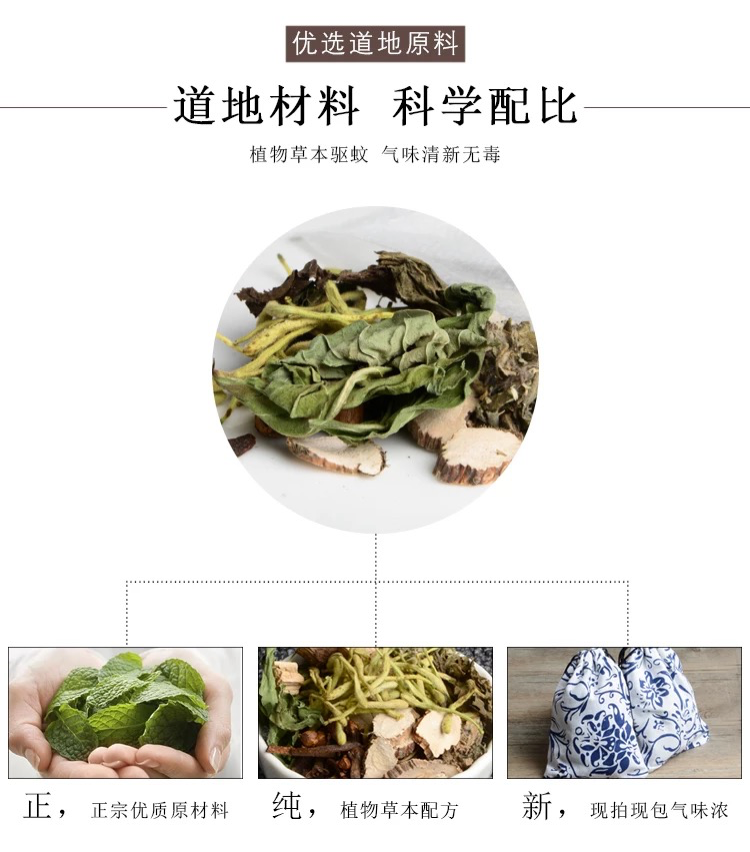 优选道地原料
道地材料 科学配比
植物草本驱蚊 气味清新无毒
正，正宗优质原材料
纯，植物草本配方
新，现拍现包气味浓